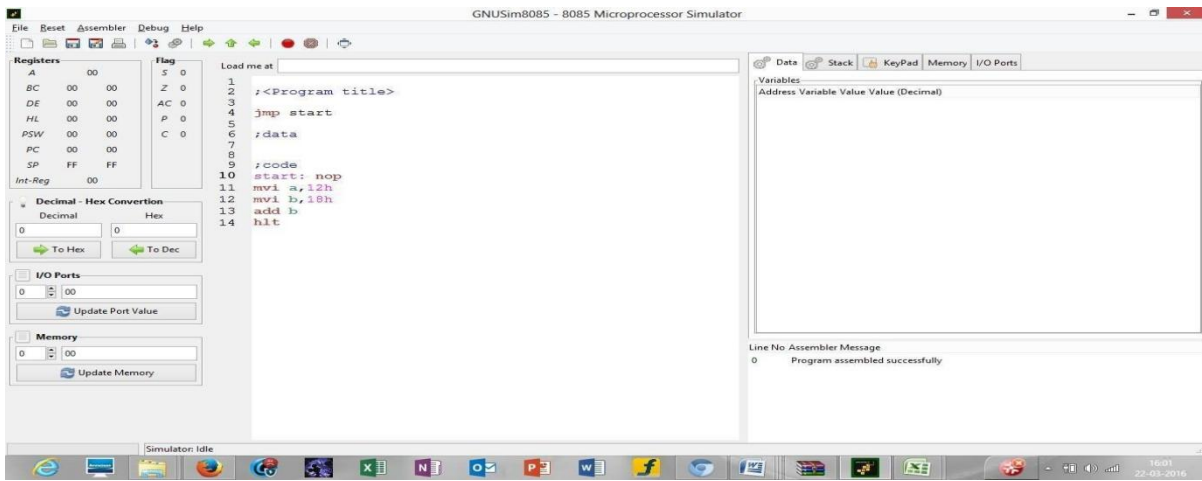 GNUSim8085 - 8085 Microprocessor Simulator
File Reset Assembler Debug Help
Registers
A 00
BC 00 00
DE 00 00
HL 00 00
PSW 00 00
PC 00 00
SP FF FF
Int-Reg 00
Flag
S 0
Z 0
AC 0
P 0
C 0
Decimal - Hex Convertion
Decimal Hex
0 0
To Hex To Dec
I/O Ports
0 00
Update Port Value
Memory
0 00
Update Memory
Load me at
1
2 ;<Program title>
3
4 jmp start
5
6 ;data
7
8
9 ;code
10 start: nop
11 mvi a,12h
12 mvi b,18h
13 add b
14 hlt
Data Stack KeyPad Memory I/O Ports
Variables
Address Variable Value Value (Decimal)
Line No Assembler Message
0 Program assembled successfully
Simulator: Idle
16:01
22-03-2016